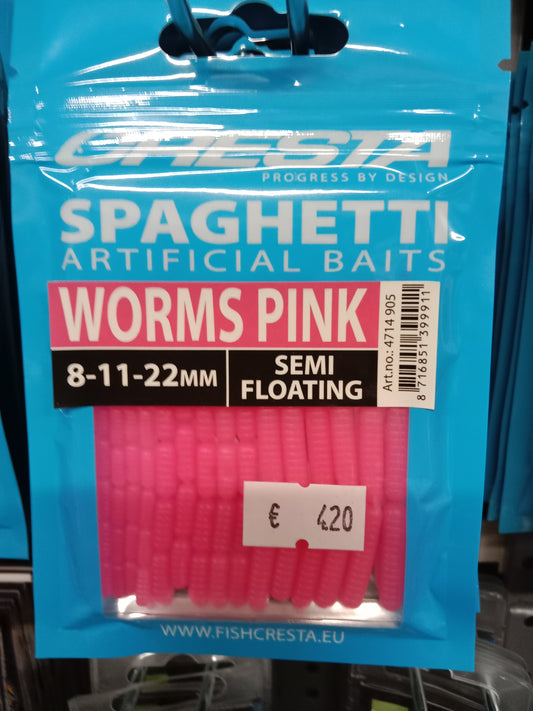 CRESTA
PROGRESS BY DESIGN
SPAGHETTI
ARTIFICIAL BAITS
WORMS PINK
8-11-22MM
SEMI
FLOATING
Art.no.: 4714 905
8 716851 399911
€ 420
WWW.FISHCRESTA.EU